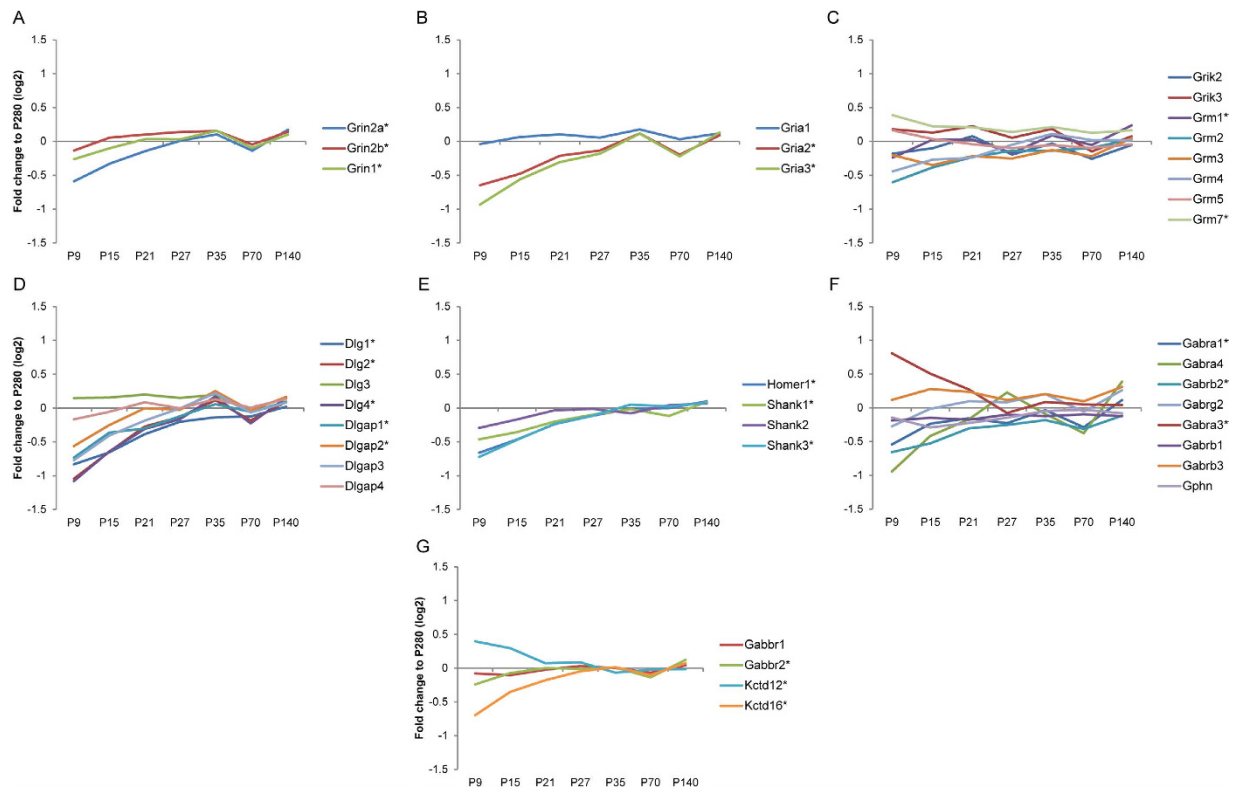 A
Fold change to P280 (log2)
1.5
1
0.5
0
-0.5
-1
-1.5
P9 P15 P21 P27 P35 P70 P140
Grin2a*
Grin2b*
Grin1*
B
1.5
1
0.5
0
-0.5
-1
-1.5
P9 P15 P21 P27 P35 P70 P140
Gria1
Gria2*
Gria3*
C
1.5
1
0.5
0
-0.5
-1
-1.5
P9 P15 P21 P27 P35 P70 P140
Grik2
Grik3
Grm1*
Grm2
Grm3
Grm4
Grm5
Grm7*
D
Fold change to P280 (log2)
1.5
1
0.5
0
-0.5
-1
-1.5
P9 P15 P21 P27 P35 P70 P140
Dlg1*
Dlg2*
Dlg3
Dlg4*
Dlgap1*
Dlgap2*
Dlgap3
Dlgap4
E
1.5
1
0.5
0
-0.5
-1
-1.5
P9 P15 P21 P27 P35 P70 P140
Homer1*
Shank1*
Shank2
Shank3*
F
1.5
1
0.5
0
-0.5
-1
-1.5
P9 P15 P21 P27 P35 P70 P140
Gabra1*
Gabra4
Gabrb2*
Gabrg2
Gabra3*
Gabrb1
Gabrb3
Gphn
G
Fold change to P280 (log2)
1.5
1
0.5
0
-0.5
-1
-1.5
P9 P15 P21 P27 P35 P70 P140
Gabbr1
Gabbr2*
Kctd12*
Kctd16*